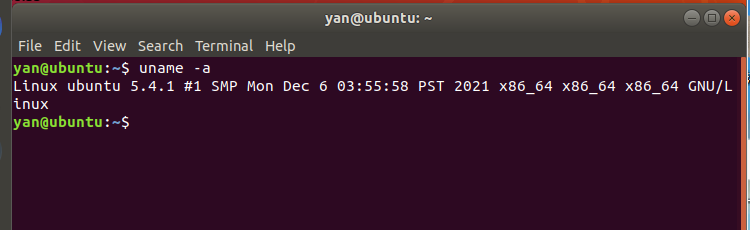 yan@ubuntu: ~
File Edit View Search Terminal Help
yan@ubuntu:~$ uname -a
Linux ubuntu 5.4.1 #1 SMP Mon Dec 6 03:55:58 PST 2021 x86_64 x86_64 x86_64 GNU/L
inux
yan@ubuntu:~$